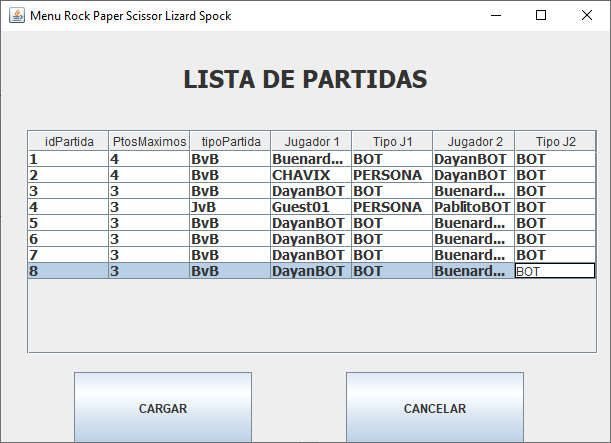 Menu Rock Paper Scissor Lizard Spock
LISTA DE PARTIDAS
idPartida PtosMaximos tipoPartida Jugador 1 Tipo J1 Jugador 2 Tipo J2
1 4 BvB Buenard... BOT DayanBOT BOT
2 4 BvB CHAVIX PERSONA DayanBOT BOT
3 3 BvB DayanBOT BOT Buenard... BOT
4 3 JvB Guest01 PERSONA PablitoBOT BOT
5 3 BvB DayanBOT BOT Buenard... BOT
6 3 BvB DayanBOT BOT Buenard... BOT
7 3 BvB DayanBOT BOT Buenard... BOT
8 3 BvB DayanBOT BOT Buenard... BOT
CARGAR CANCELAR